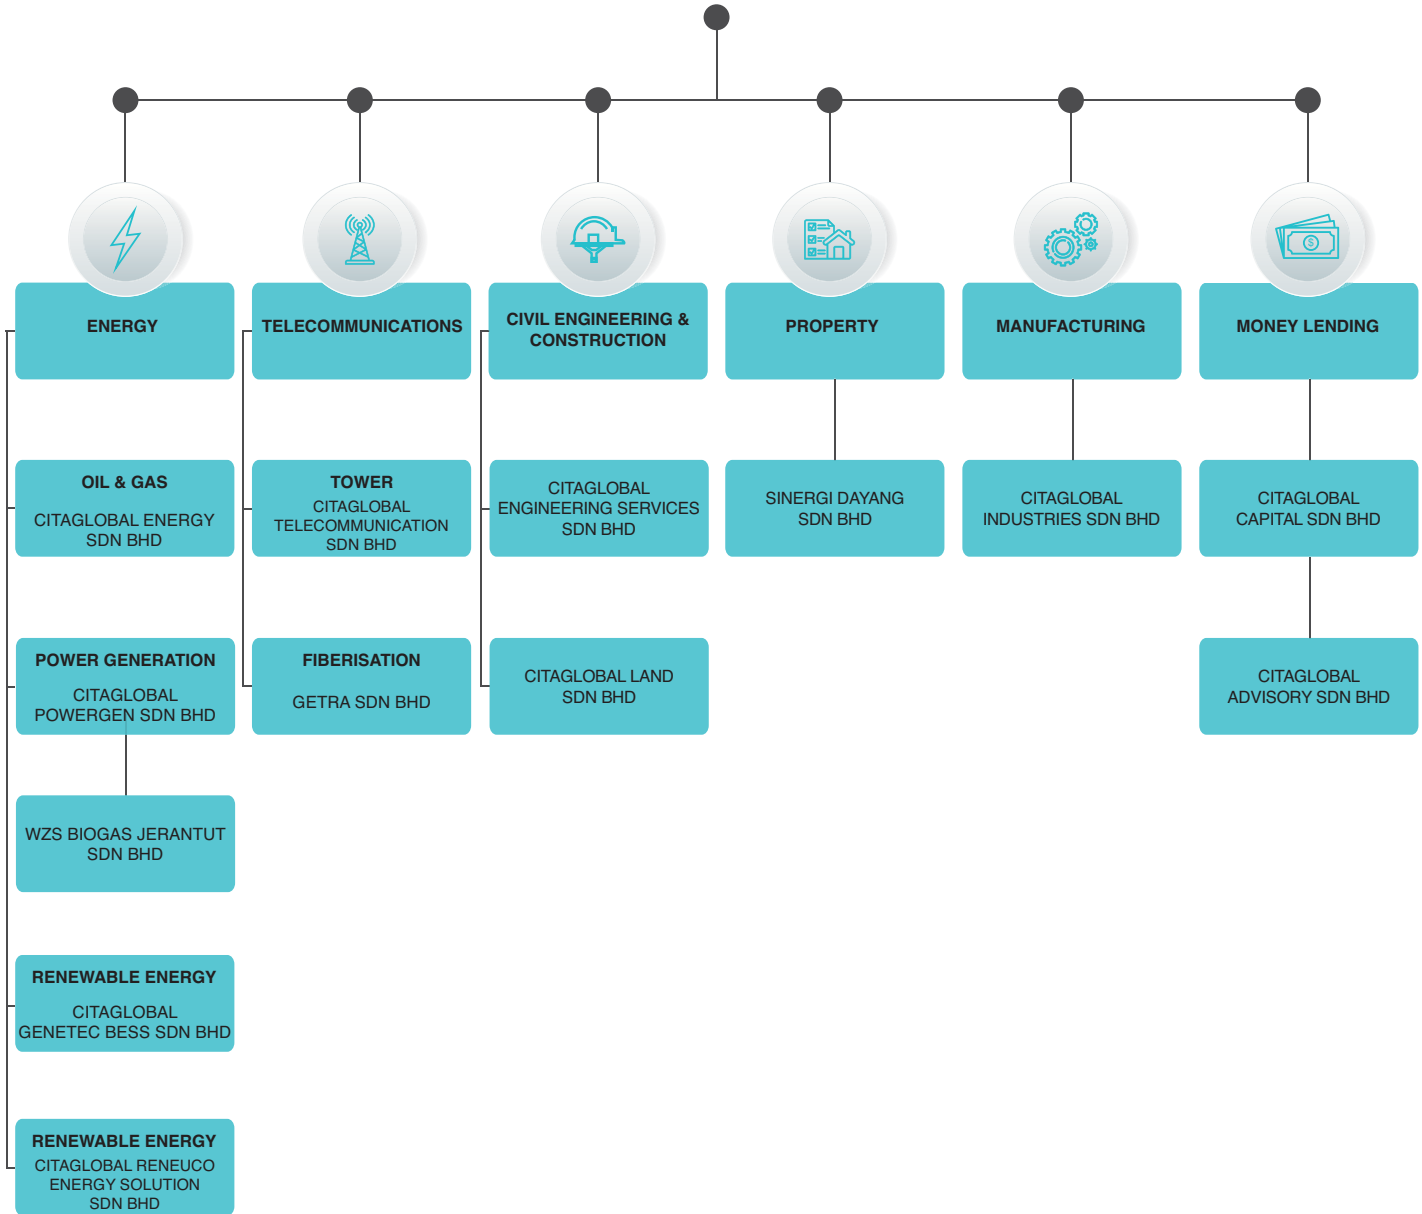 ENERGY
TELECOMMUNICATIONS
CIVIL ENGINEERING &
CONSTRUCTION
PROPERTY
MANUFACTURING
MONEY LENDING
OIL & GAS
CITAGLOBAL ENERGY
SDN BHD
TOWER
CITAGLOBAL
TELECOMMUNICATION
SDN BHD
CITAGLOBAL
ENGINEERING SERVICES
SDN BHD
SINERGI DAYANG
SDN BHD
CITAGLOBAL
INDUSTRIES SDN BHD
CITAGLOBAL
CAPITAL SDN BHD
POWER GENERATION
CITAGLOBAL
POWERGEN SDN BHD
FIBERISATION
GETRA SDN BHD
CITAGLOBAL LAND
SDN BHD
CITAGLOBAL
ADVISORY SDN BHD
WZS BIOGAS JERANTUT
SDN BHD
RENEWABLE ENERGY
CITAGLOBAL
GENETEC BESS SDN BHD
RENEWABLE ENERGY
CITAGLOBAL RENEUCO
ENERGY SOLUTION
SDN BHD